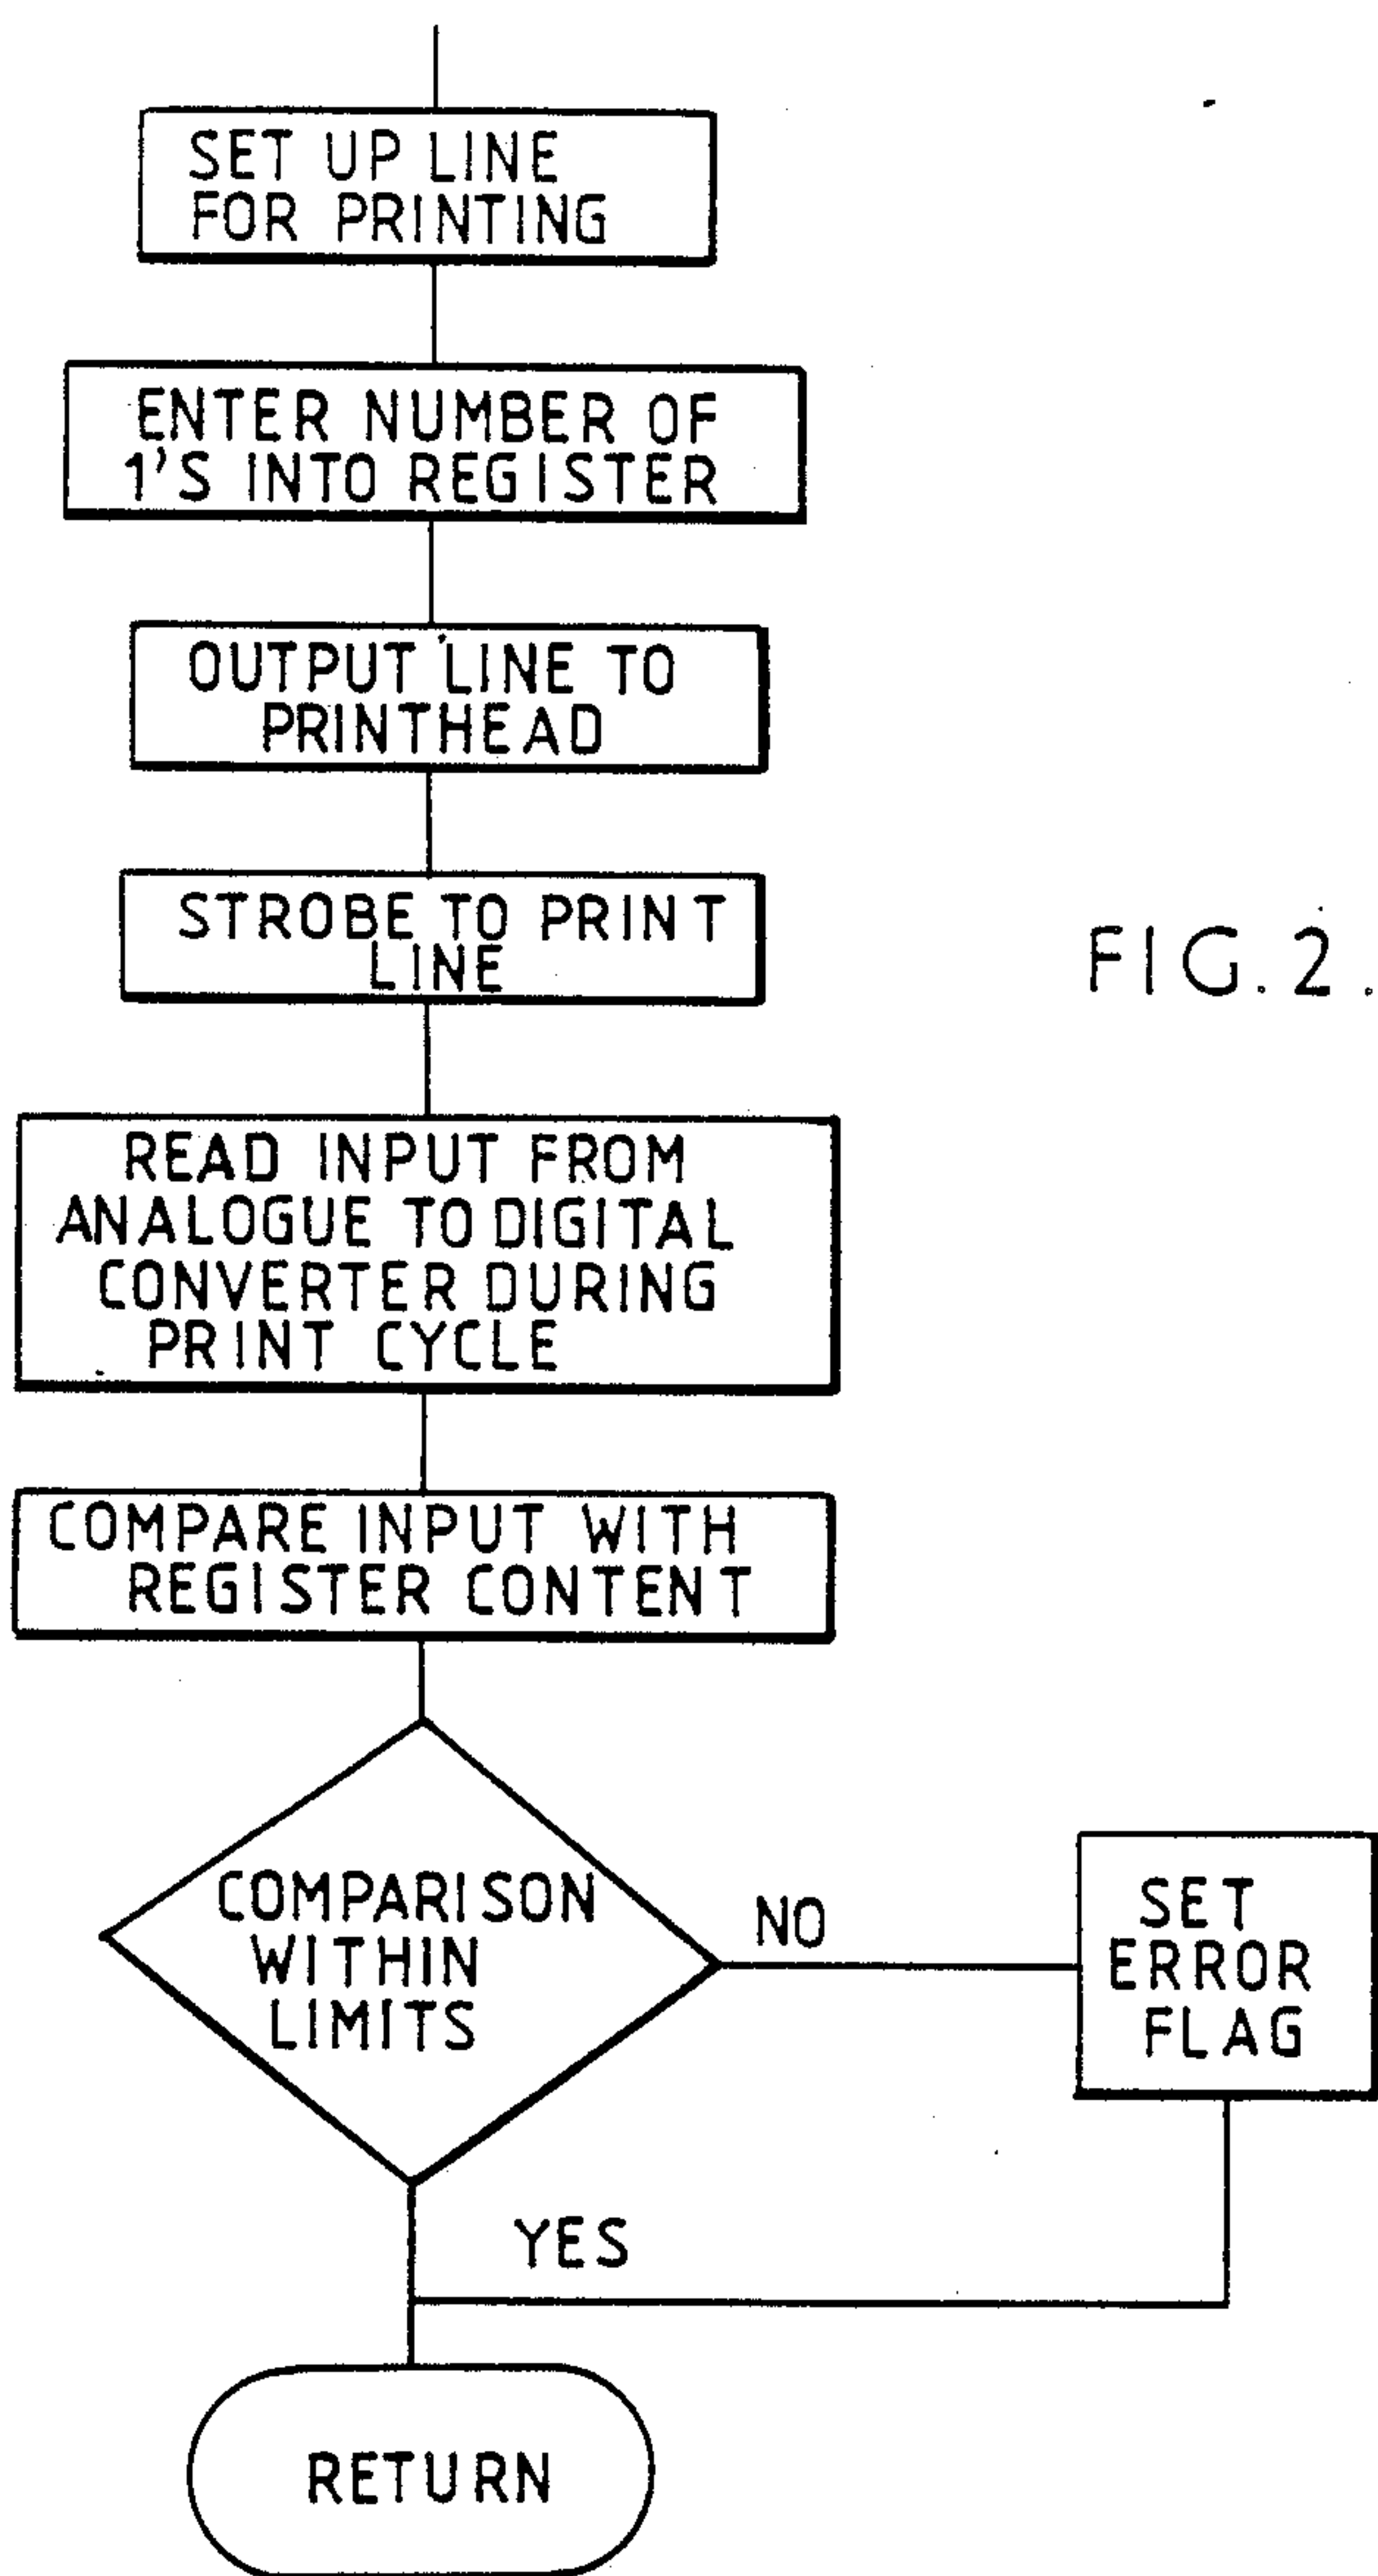 SET UP LINE
FOR PRINTING
ENTER NUMBER OF
1'S INTO REGISTER
OUTPUT LINE TO
PRINTHEAD
STROBE TO PRINT
LINE
FIG. 2.
READ INPUT FROM
ANALOGUE TO DIGITAL
CONVERTER DURING
PRINT CYCLE
COMPARE INPUT WITH
REGISTER CONTENT
COMPARISON
WITHIN
LIMITS
NO
SET
ERROR
FLAG
YES
RETURN